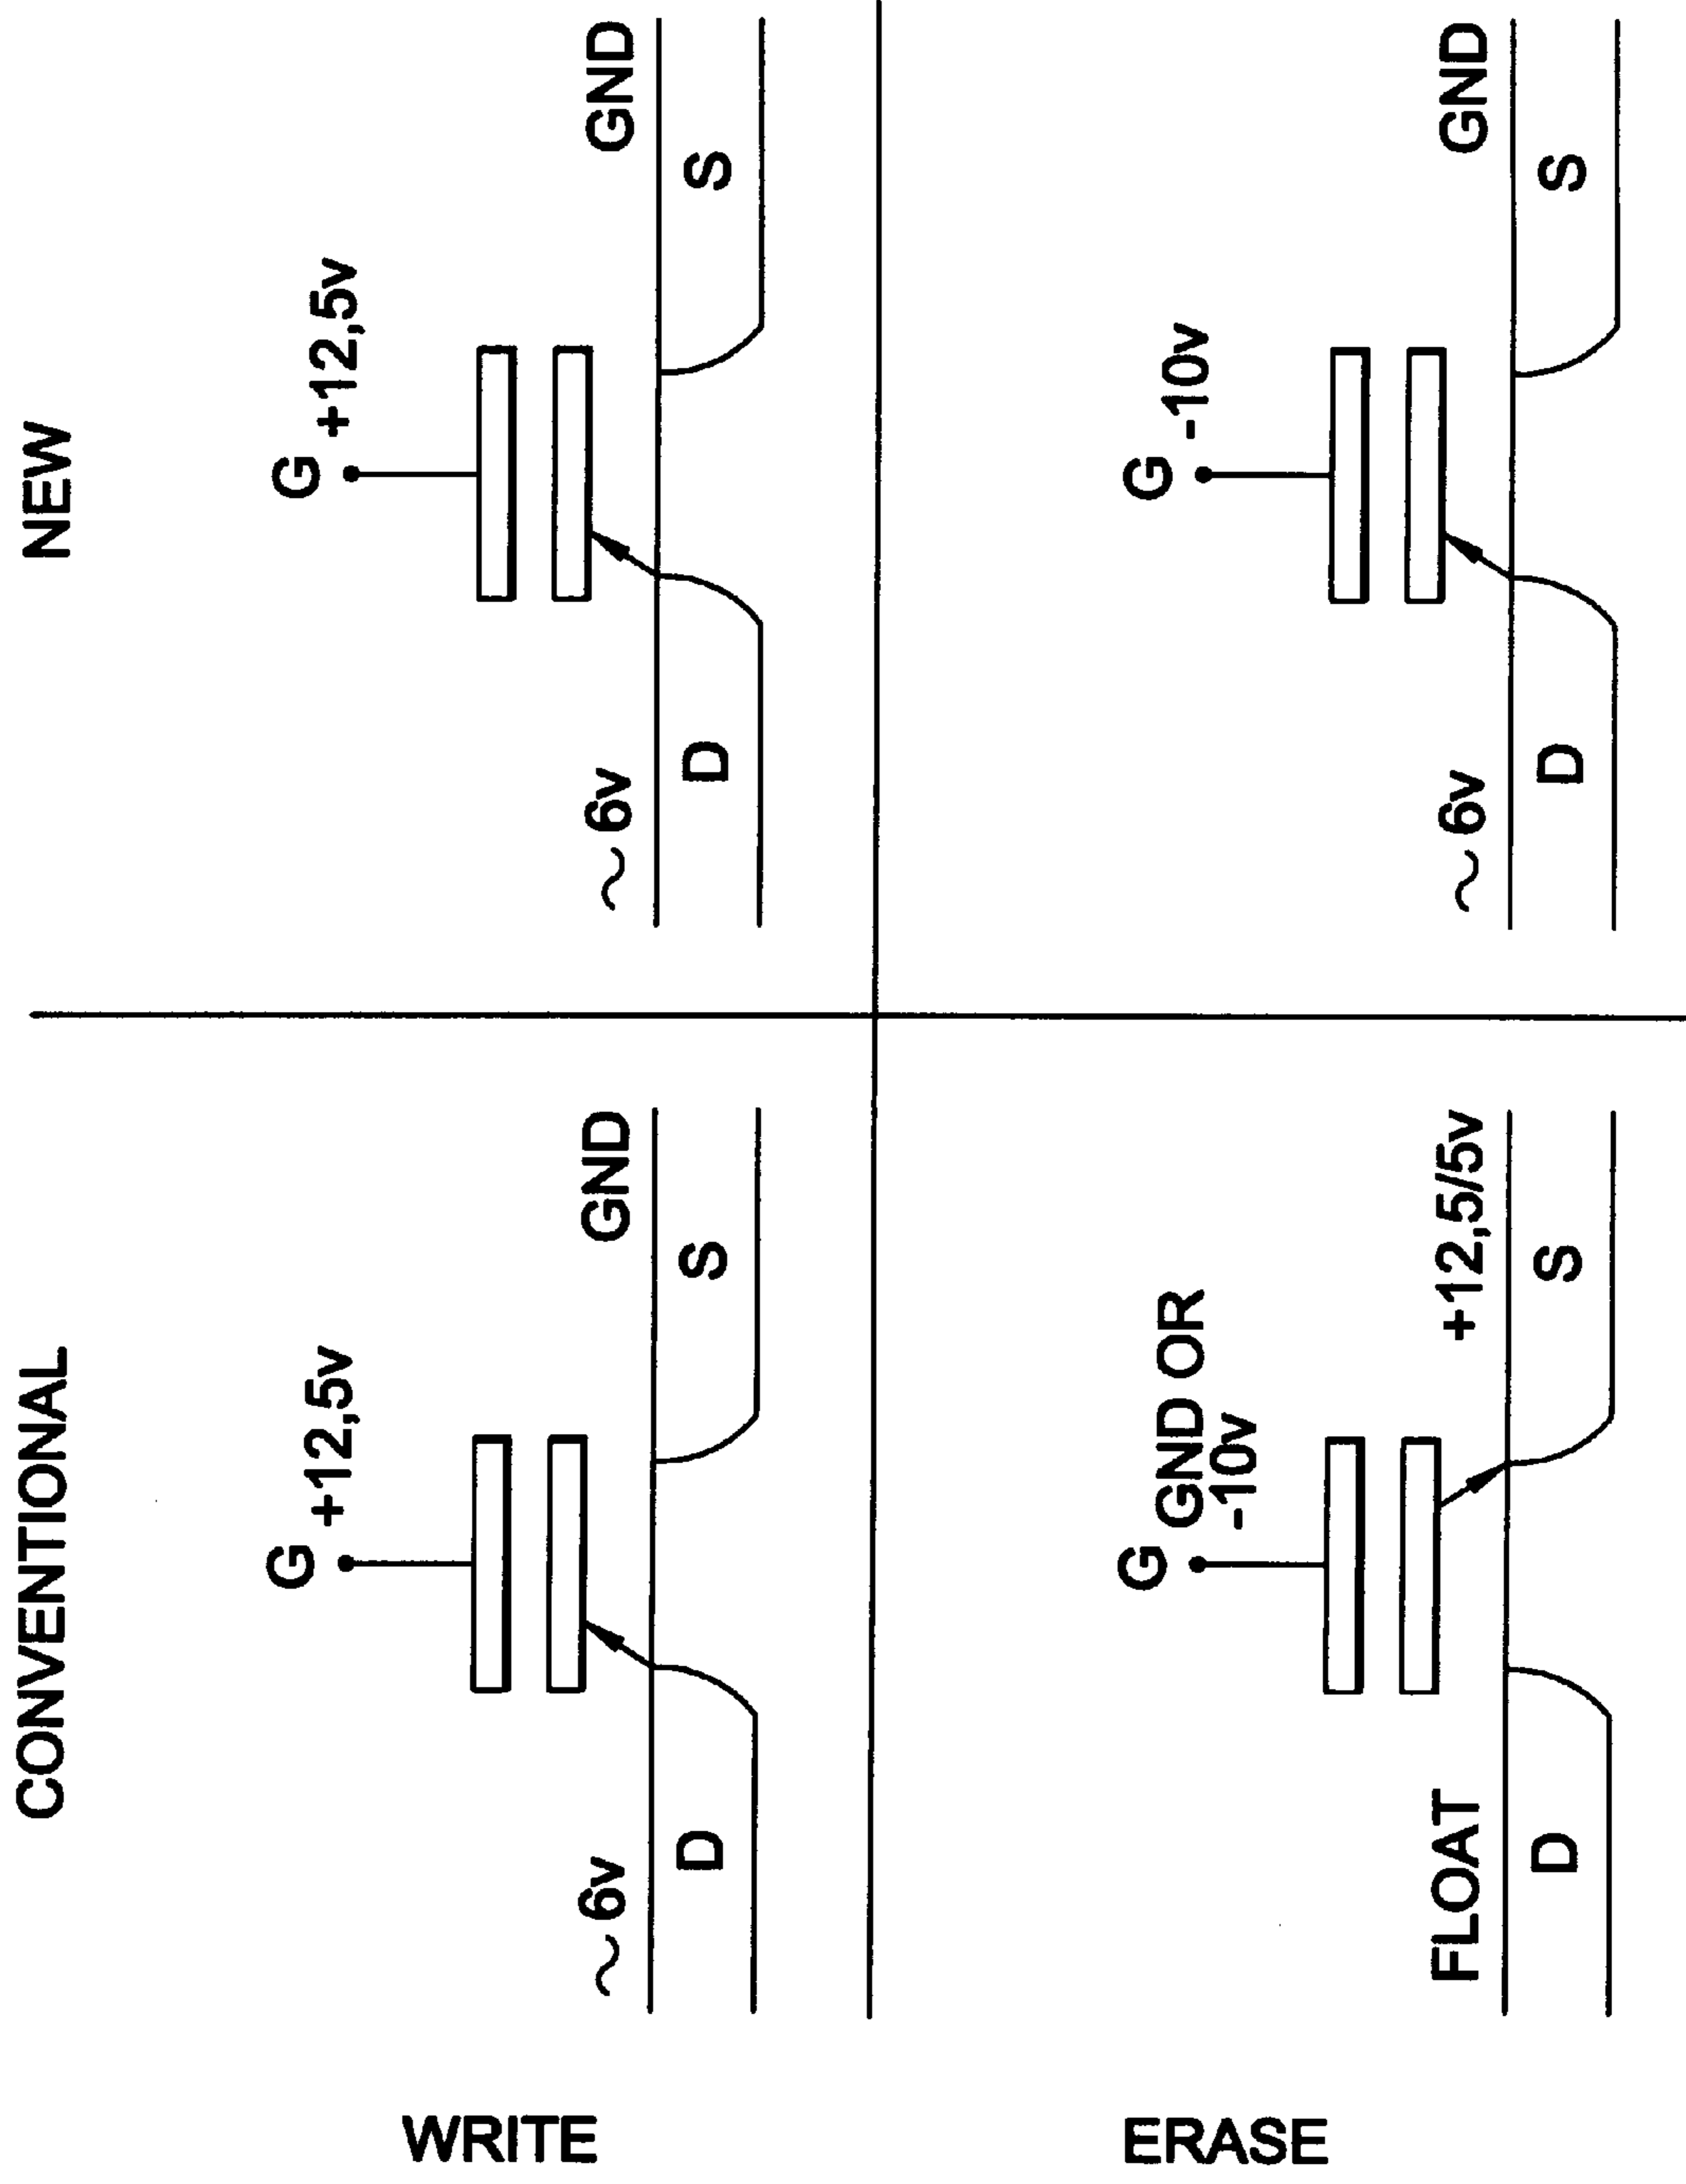 CONVENTIONAL
NEW
WRITE
G
+12,5v
~ 6v
GND
D
S
G
+12,5v
~ 6v
GND
D
S
ERASE
G
GND OR
-10v
FLOAT
+12,5/5v
D
S
G
-10v
~ 6v
GND
D
S